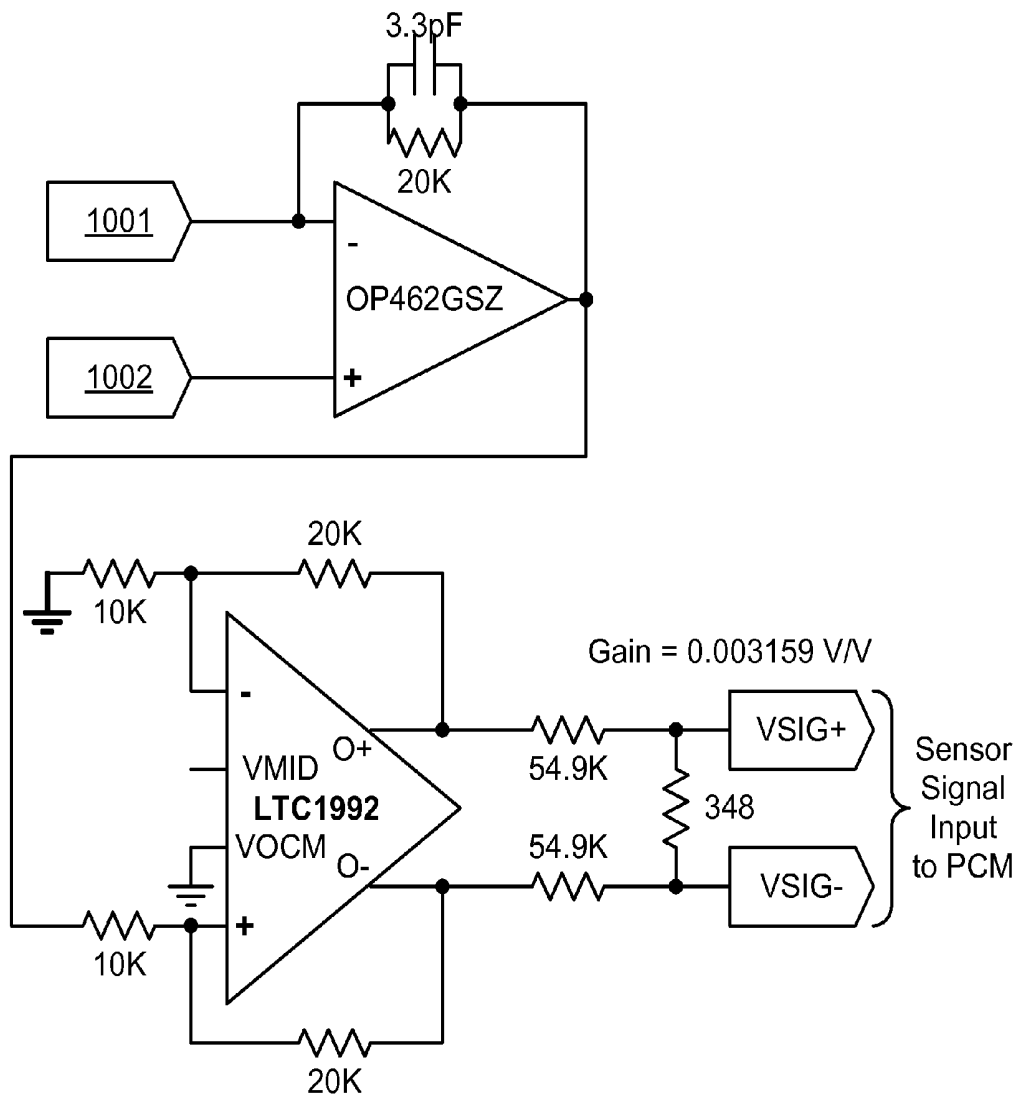 3.3pF
20K
1001
-
OP462GSZ
1002
+
20K
10K
Gain = 0.003159 V/V
-
O+
VSIG+
54.9K
VMID
LTC1992
348
Sensor
Signal
Input
to PCM
VOCM
54.9K
O-
VSIG-
+
10K
20K